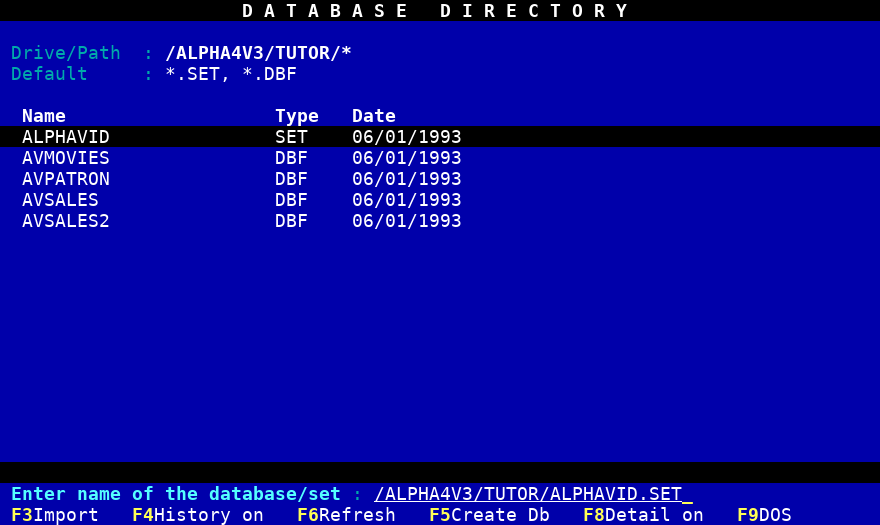 D A T A B A S E   D I R E C T O R Y
Drive/Path  : /ALPHA4V3/TUTOR/*
Default     : *.SET, *.DBF
Name                   Type   Date
ALPHAVID               SET    06/01/1993
AVMOVIES               DBF    06/01/1993
AVPATRON               DBF    06/01/1993
AVSALES                DBF    06/01/1993
AVSALES2               DBF    06/01/1993
Enter name of the database/set : /ALPHA4V3/TUTOR/ALPHAVID.SET_
F3Import   F4History on   F6Refresh   F5Create Db   F8Detail on   F9DOS